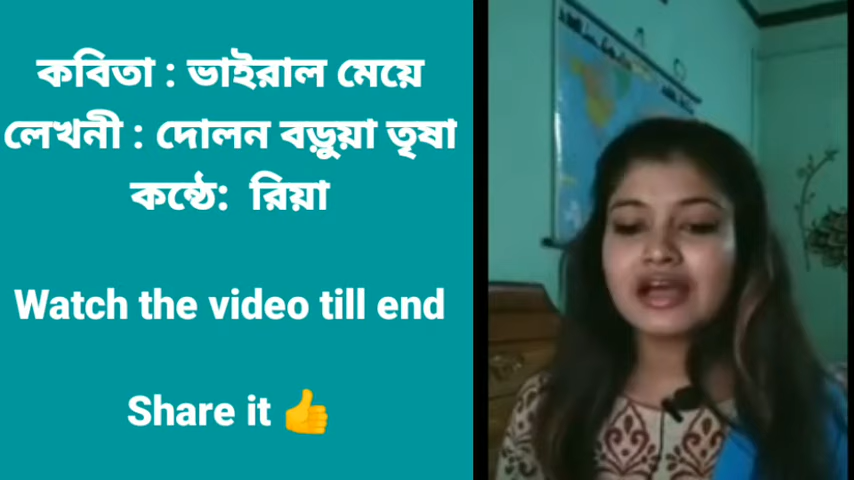 কবিতা : ভাইরাল মেয়ে
লেখনী : দোলন বড়ুয়া তৃষা
কন্ঠে: রিয়া
Watch the video till end
Share it 👍